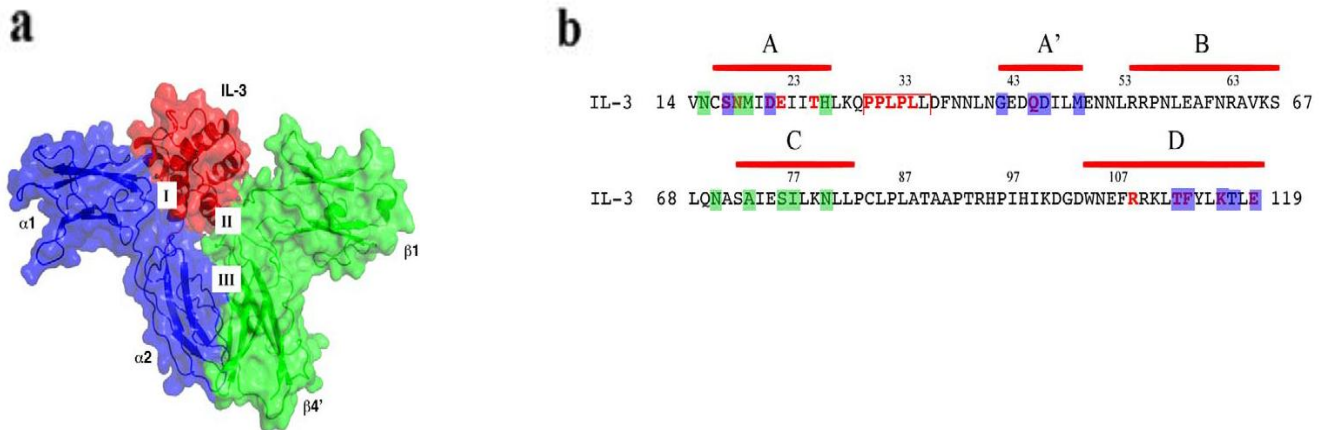 a
IL-3
α1
I
II
β1
III
α2
β4’
b
A A’ B
23 33 43 53 63
IL-3 14 VNCSNMIDEIITHLKQPPLPLLDFNNLNGEDQDILMENNLRRPNLEAFNRAVKS 67
C D
77 87 97 107
IL-3 68 LQNASAIESILKNLLPCLPLATAAPTRHPIHIKDGDWNEFRRKLTFYLKTLE 119